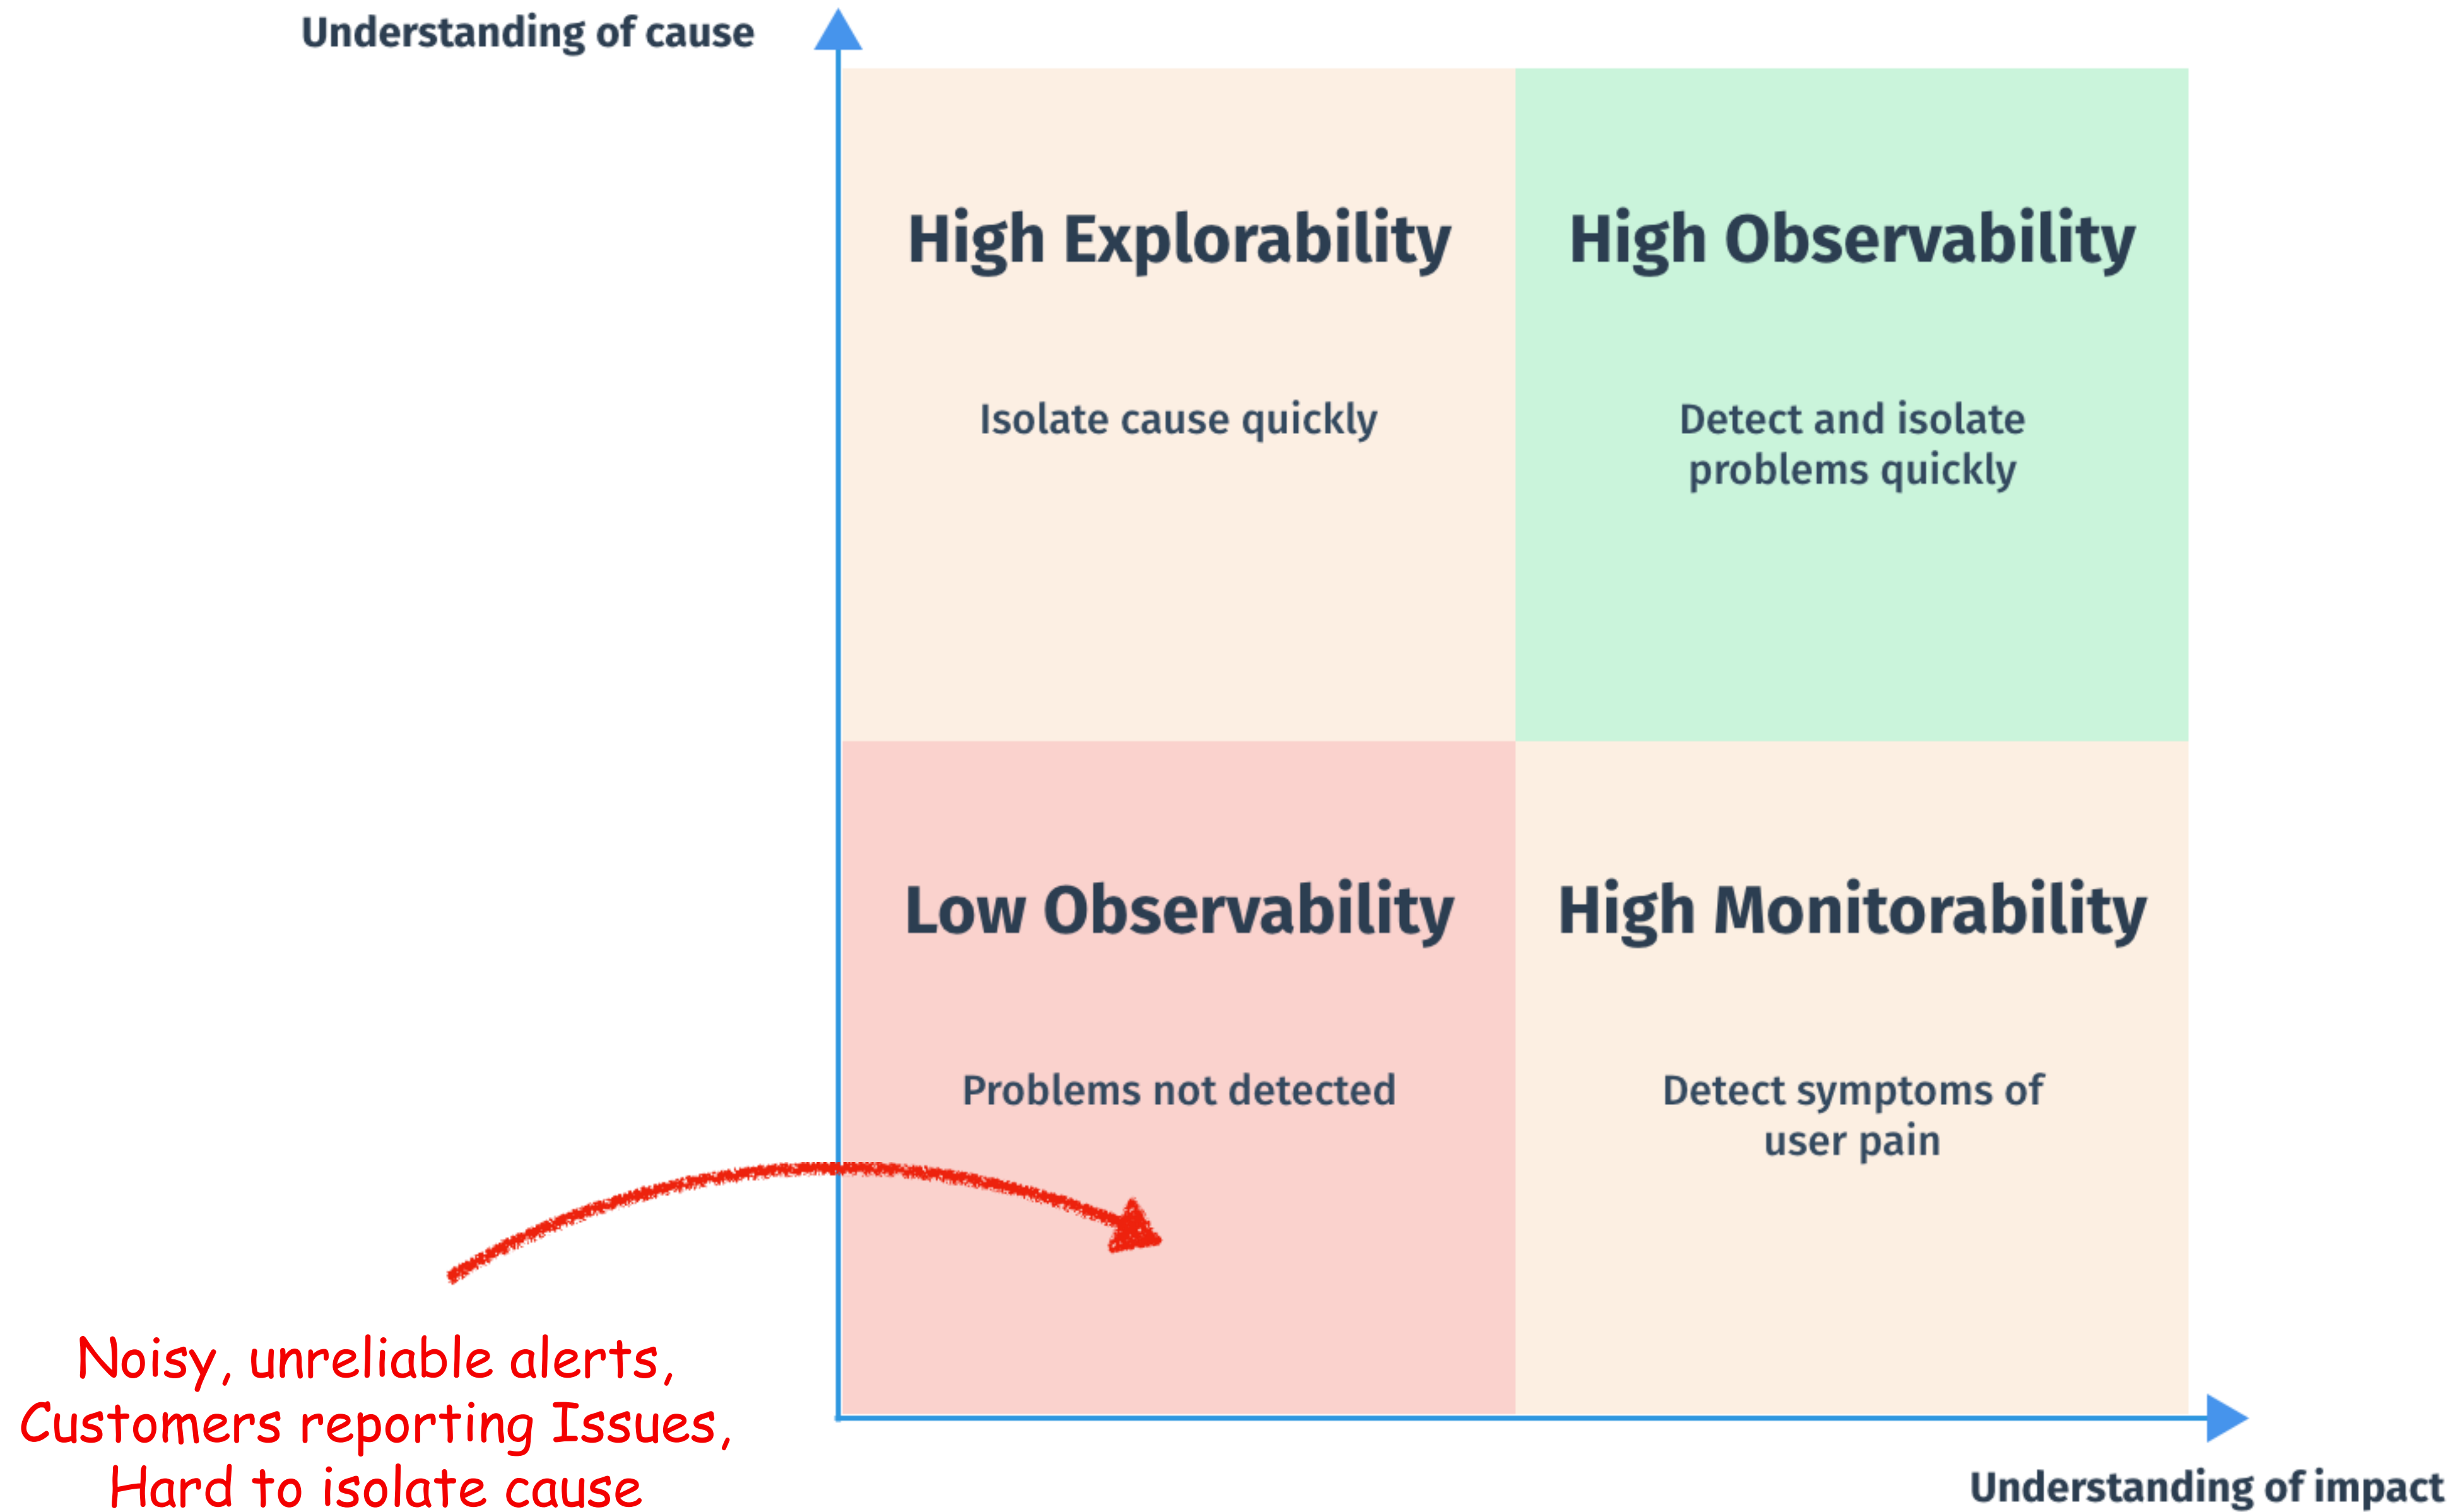 Understanding of cause
High Explorability
Isolate cause quickly
High Observability
Detect and isolate
problems quickly
Low Observability
Problems not detected
High Monitorability
Detect symptoms of
user pain
Noisy, unreliable alerts,
Customers reporting Issues,
Hard to isolate cause
Understanding of impact